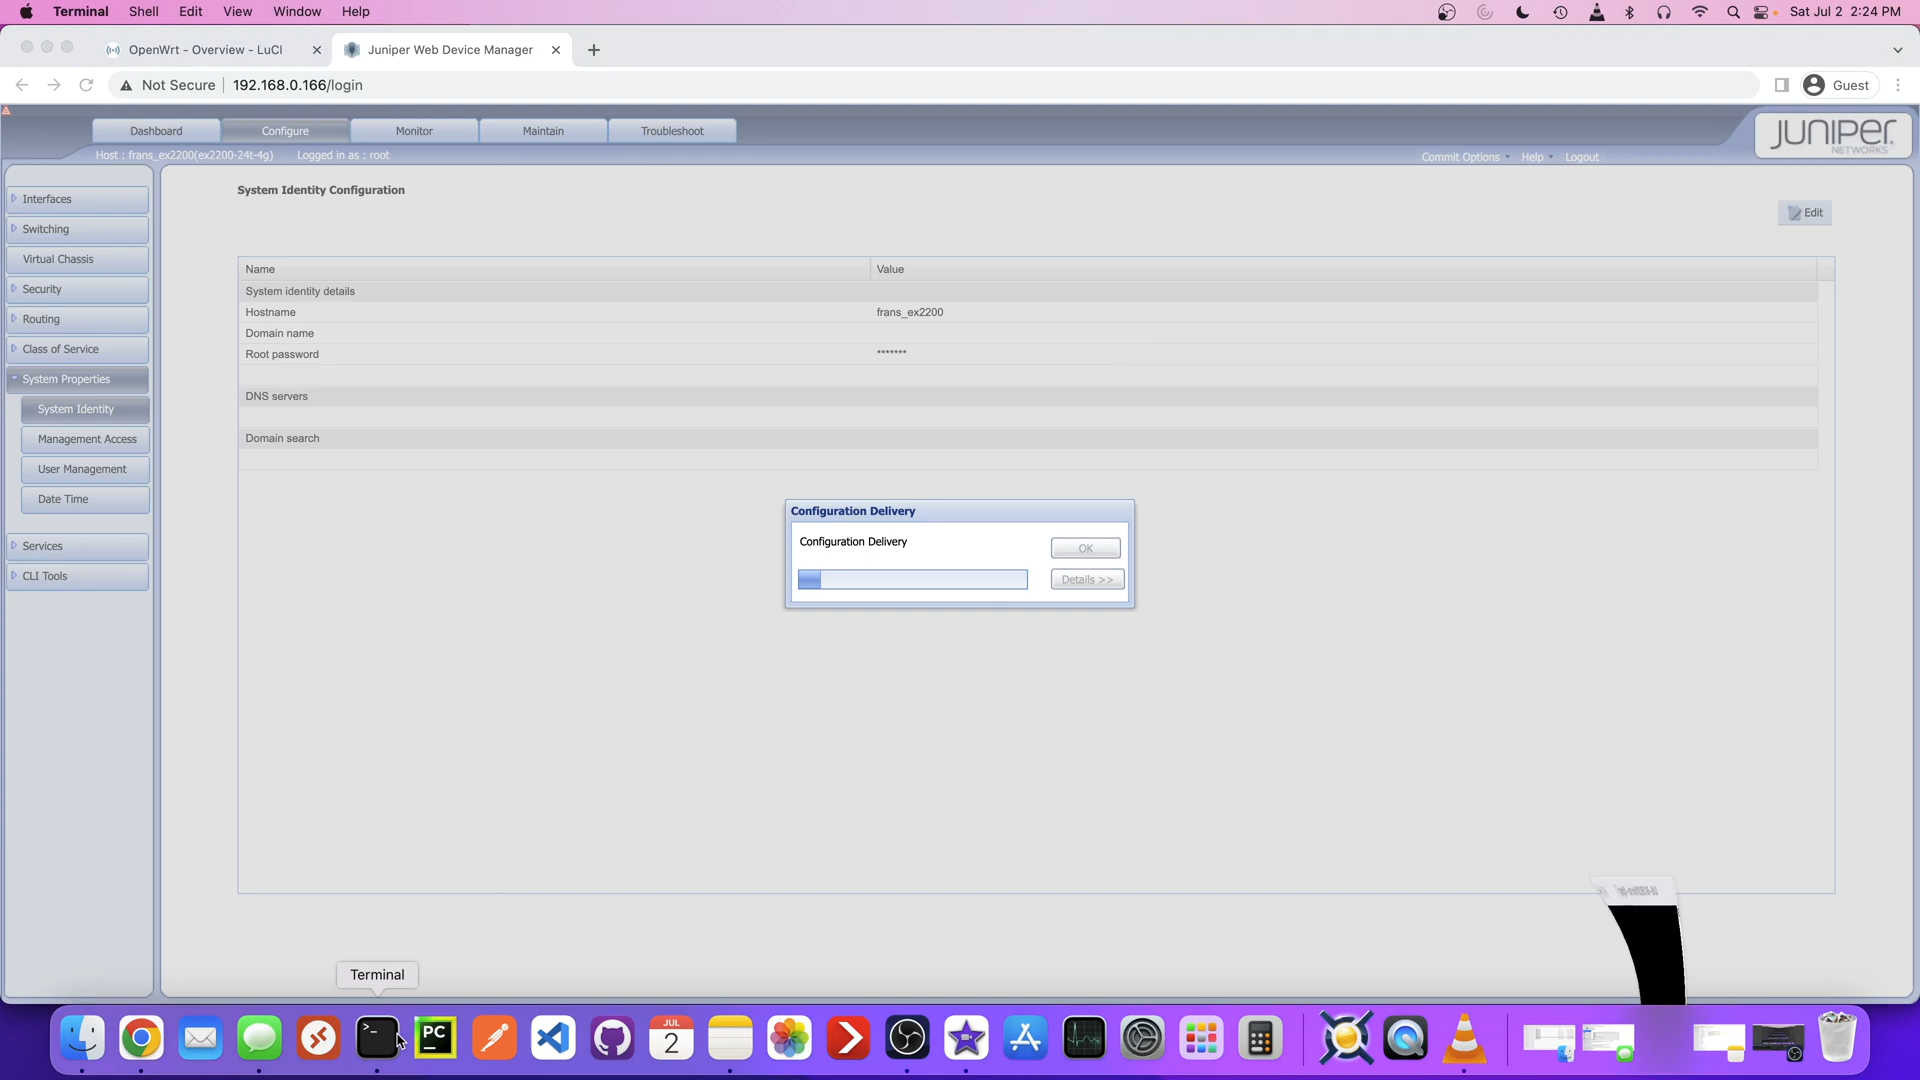 Terminal Shell Edit View Window Help Sat Jul 2 2:24 PM
OpenWrt - Overview - LuCI Juniper Web Device Manager
Not Secure 192.168.0.166/login Guest
Dashboard Configure Monitor Maintain Troubleshoot
JUNIPER
NETWORKS
Host : frans_ex2200(ex2200-24t-4g) Logged in as : root Commit Options Help Logout
Interfaces
Switching
Virtual Chassis
Security
Routing
Class of Service
System Properties
System Identity
Management Access
User Management
Date Time
Services
CLI Tools
System Identity Configuration
Edit
Name Value
System identity details
Hostname frans_ex2200
Domain name
Root password *******
DNS servers
Domain search
Configuration Delivery
Configuration Delivery
OK
Details >>
Terminal
>_
PC
JUL
2